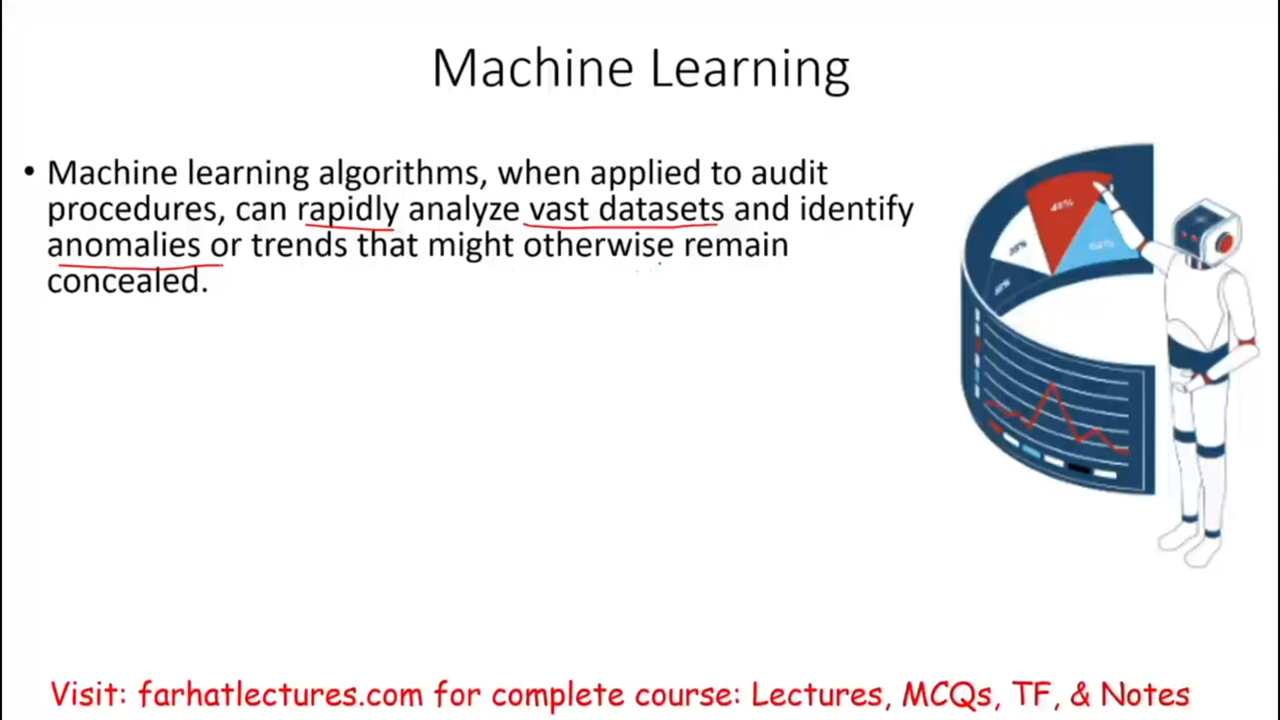 Machine Learning
• Machine learning algorithms, when applied to audit
procedures, can rapidly analyze vast datasets and identify
anomalies or trends that might otherwise remain
concealed.
Visit: farhatlectures.com for complete course: Lectures, MCQs, TF, & Notes